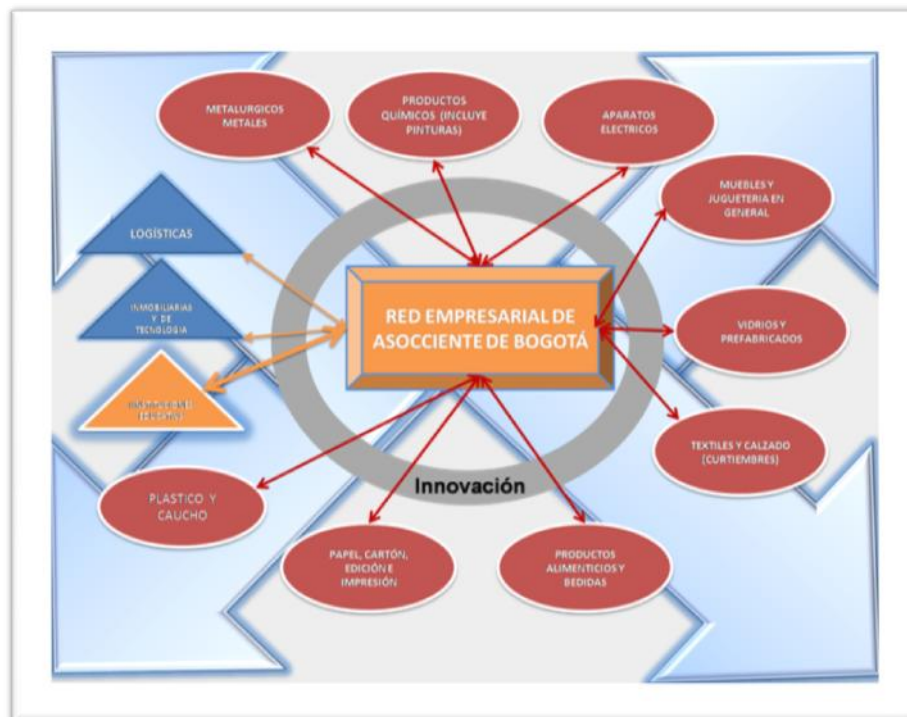 METALURGICOS
METALES
PRODUCTOS
QUÍMICOS (INCLUYE
PINTURAS)
APARATOS
ELECTRICOS
MUEBLES Y
JUGUETERIA EN
GENERAL
LOGÍSTICAS
INMOBILIARIAS
Y DE
TECNOLOGIA
RED EMPRESARIAL DE
ASOCCIENTE DE BOGOTÁ
VIDRIOS Y
PREFABRICADOS
TEXTILES Y CALZADO
(CURTIEMBRES)
Innovación
PLASTICO Y
CAUCHO
PAPEL, CARTÓN,
EDICIÓN E
IMPRESIÓN
PRODUCTOS
ALIMENTICIOS Y
BEDIDAS